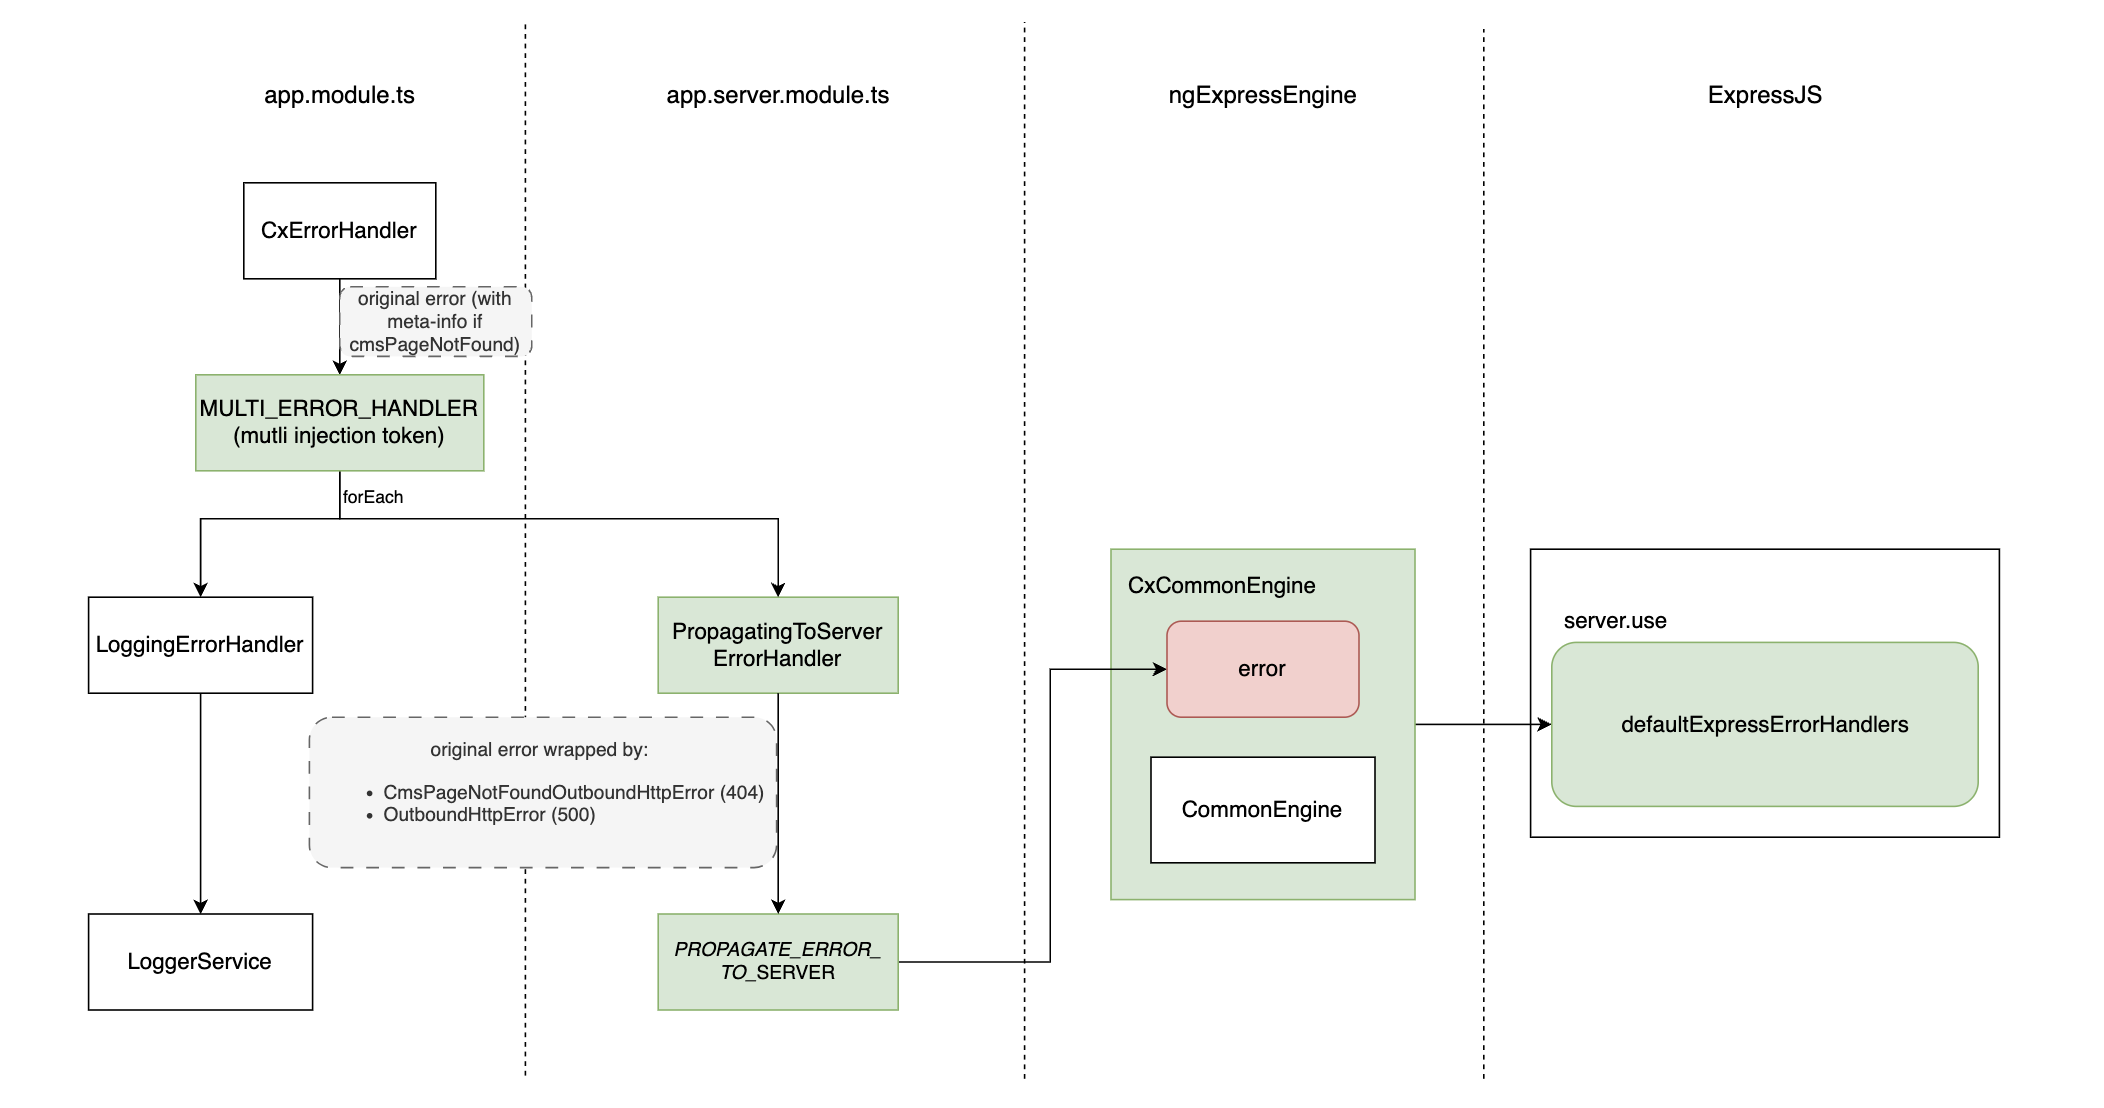 app.module.ts
app.server.module.ts
ngExpressEngine
ExpressJS
CxErrorHandler
original error (with
meta-info if
cmsPageNotFound)
MULTI_ERROR_HANDLER
(mutli injection token)
forEach
LoggingErrorHandler
PropagatingToServer
ErrorHandler
CxCommonEngine
error
CommonEngine
server.use
defaultExpressErrorHandlers
original error wrapped by:
• CmsPageNotFoundOutboundHttpError (404)
• OutboundHttpError (500)
LoggerService
PROPAGATE_ERROR_
TO_SERVER